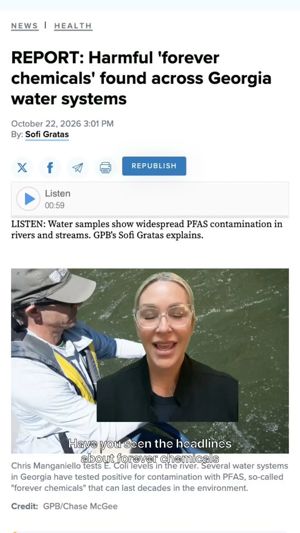 NEWS | HEALTH
REPORT: Harmful 'forever
chemicals' found across Georgia
water systems
October 22, 2026 3:01 PM
By: Sofi Gratas
REPUBLISH
Listen
00:59
LISTEN: Water samples show widespread PFAS contamination in
rivers and streams. GPB's Sofi Gratas explains.
Have you seen the headlines
about forever chemicals
Chris Manganiello tests E. Coli levels in the river. Several water systems
in Georgia have tested positive for contamination with PFAS, so-called
"forever chemicals" that can last decades in the environment.
Credit: GPB/Chase McGee